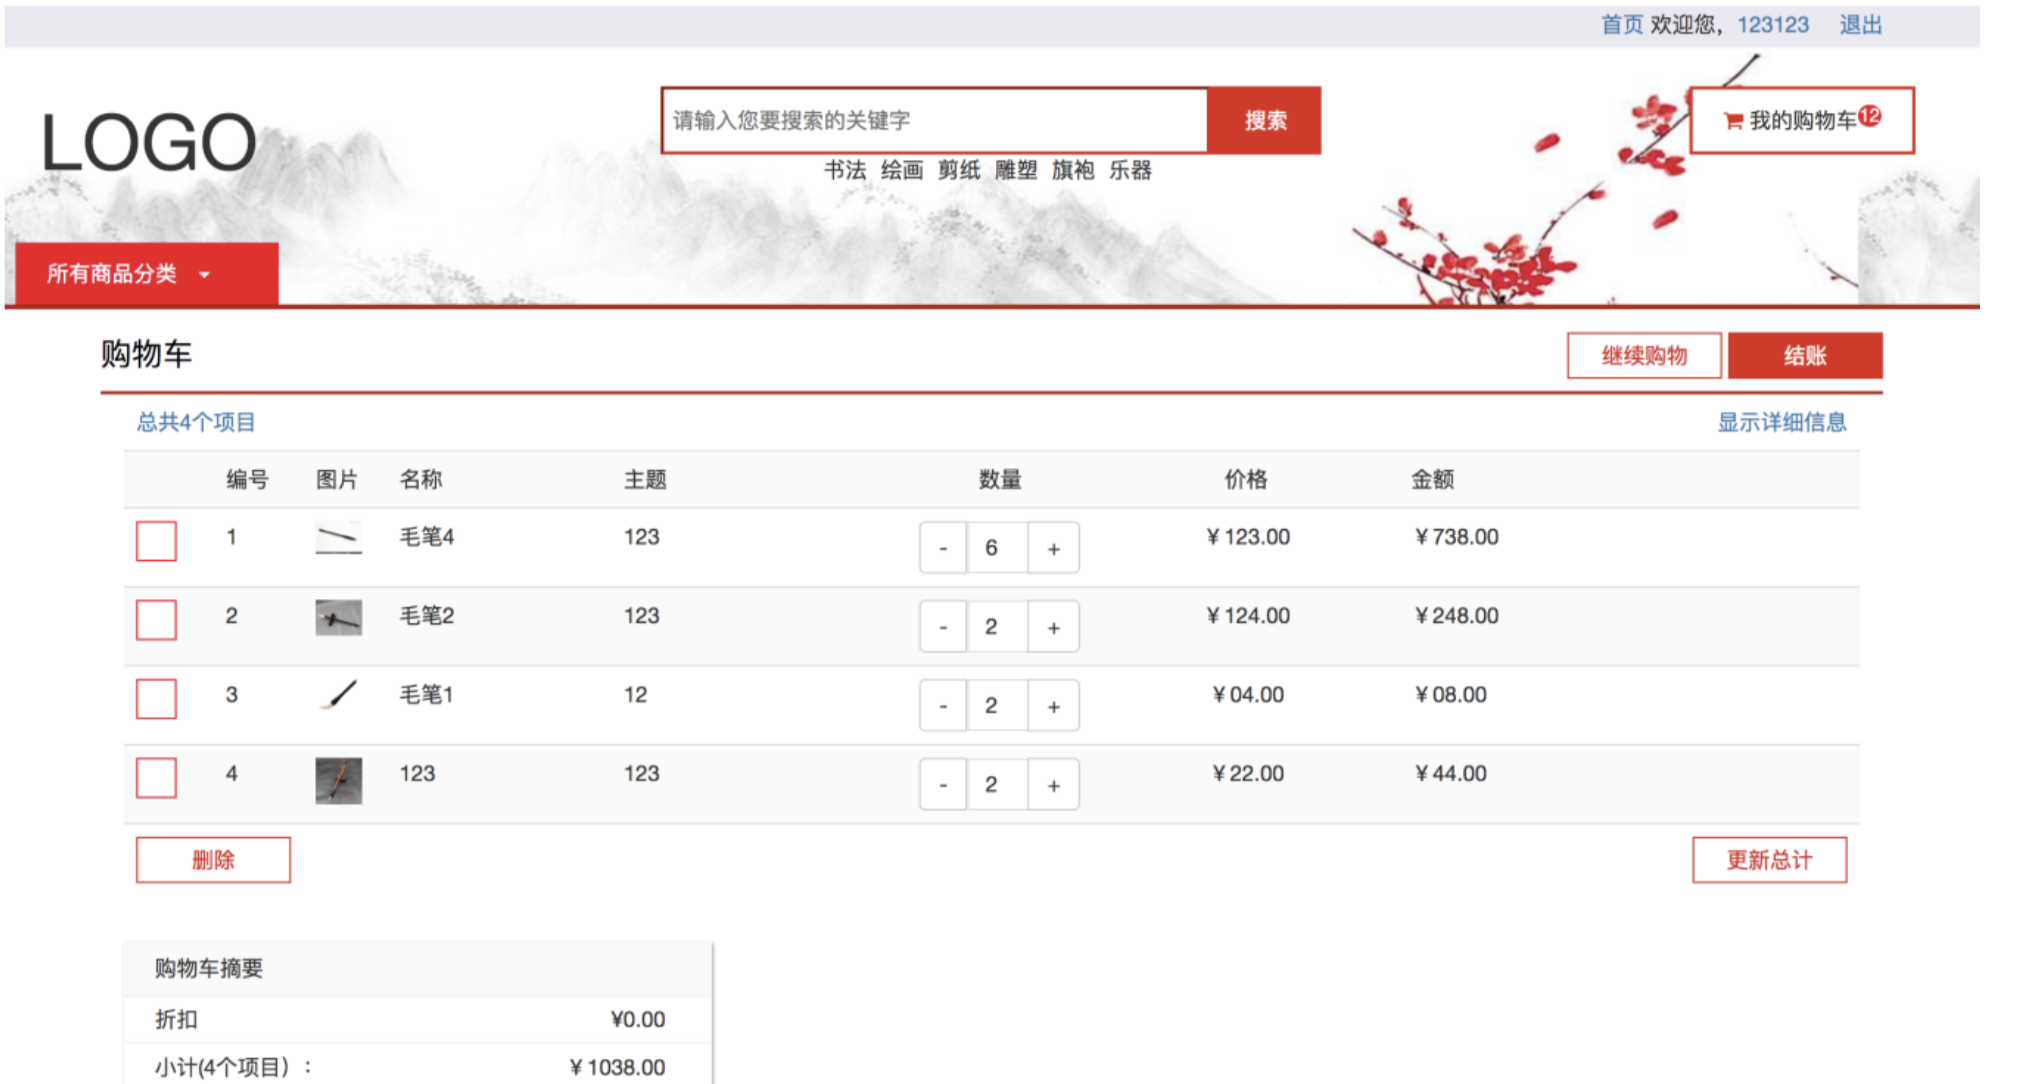 首页 欢迎您，123123 退出
LOGO
请输入您要搜索的关键字 搜索
我的购物车12
书法 绘画 剪纸 雕塑 旗袍 乐器
所有商品分类
购物车 继续购物 结账
总共4个项目 显示详细信息
编号 图片 名称 主题 数量 价格 金额
1 毛笔4 123 - 6 + ¥123.00 ¥738.00
2 毛笔2 123 - 2 + ¥124.00 ¥248.00
3 毛笔1 12 - 2 + ¥04.00 ¥08.00
4 123 123 - 2 + ¥22.00 ¥44.00
删除 更新总计
购物车摘要
折扣 ¥0.00
小计(4个项目）： ¥1038.00